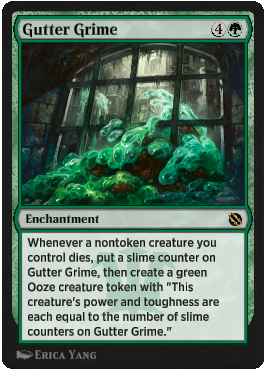 Gutter Grime 4
Enchantment
Whenever a nontoken creature you
control dies, put a slime counter on
Gutter Grime, then create a green
Ooze creature token with "This
creature's power and toughness are
each equal to the number of slime
counters on Gutter Grime."
Erica Yang